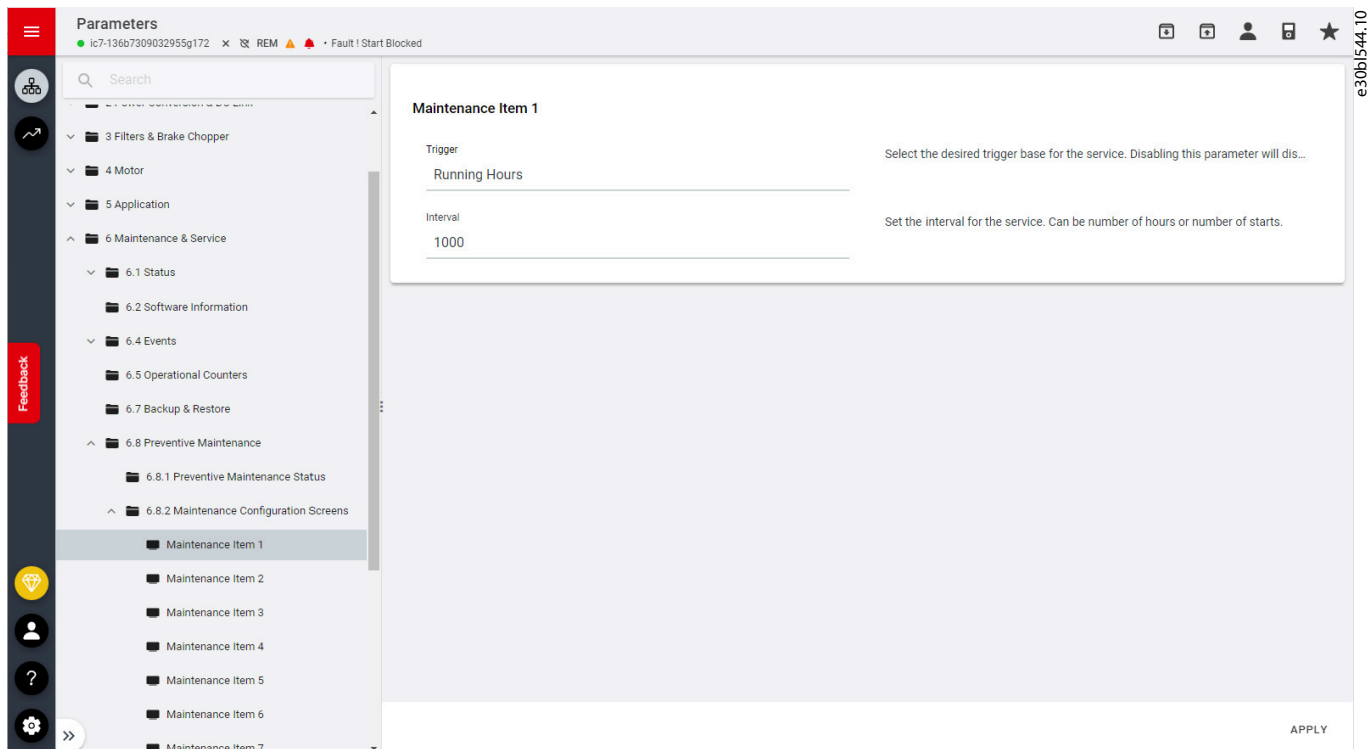 Parameters
ic7-136b7309032955g172 REM • Fault ! Start Blocked
Search
3 Filters & Brake Chopper
4 Motor
5 Application
6 Maintenance & Service
6.1 Status
6.2 Software Information
6.4 Events
6.5 Operational Counters
6.7 Backup & Restore
6.8 Preventive Maintenance
6.8.1 Preventive Maintenance Status
6.8.2 Maintenance Configuration Screens
Maintenance Item 1
Maintenance Item 2
Maintenance Item 3
Maintenance Item 4
Maintenance Item 5
Maintenance Item 6
Maintenance Item 7
Feedback
Maintenance Item 1
Trigger
Running Hours
Select the desired trigger base for the service. Disabling this parameter will dis...
Interval
1000
Set the interval for the service. Can be number of hours or number of starts.
APPLY
e30bl544.10